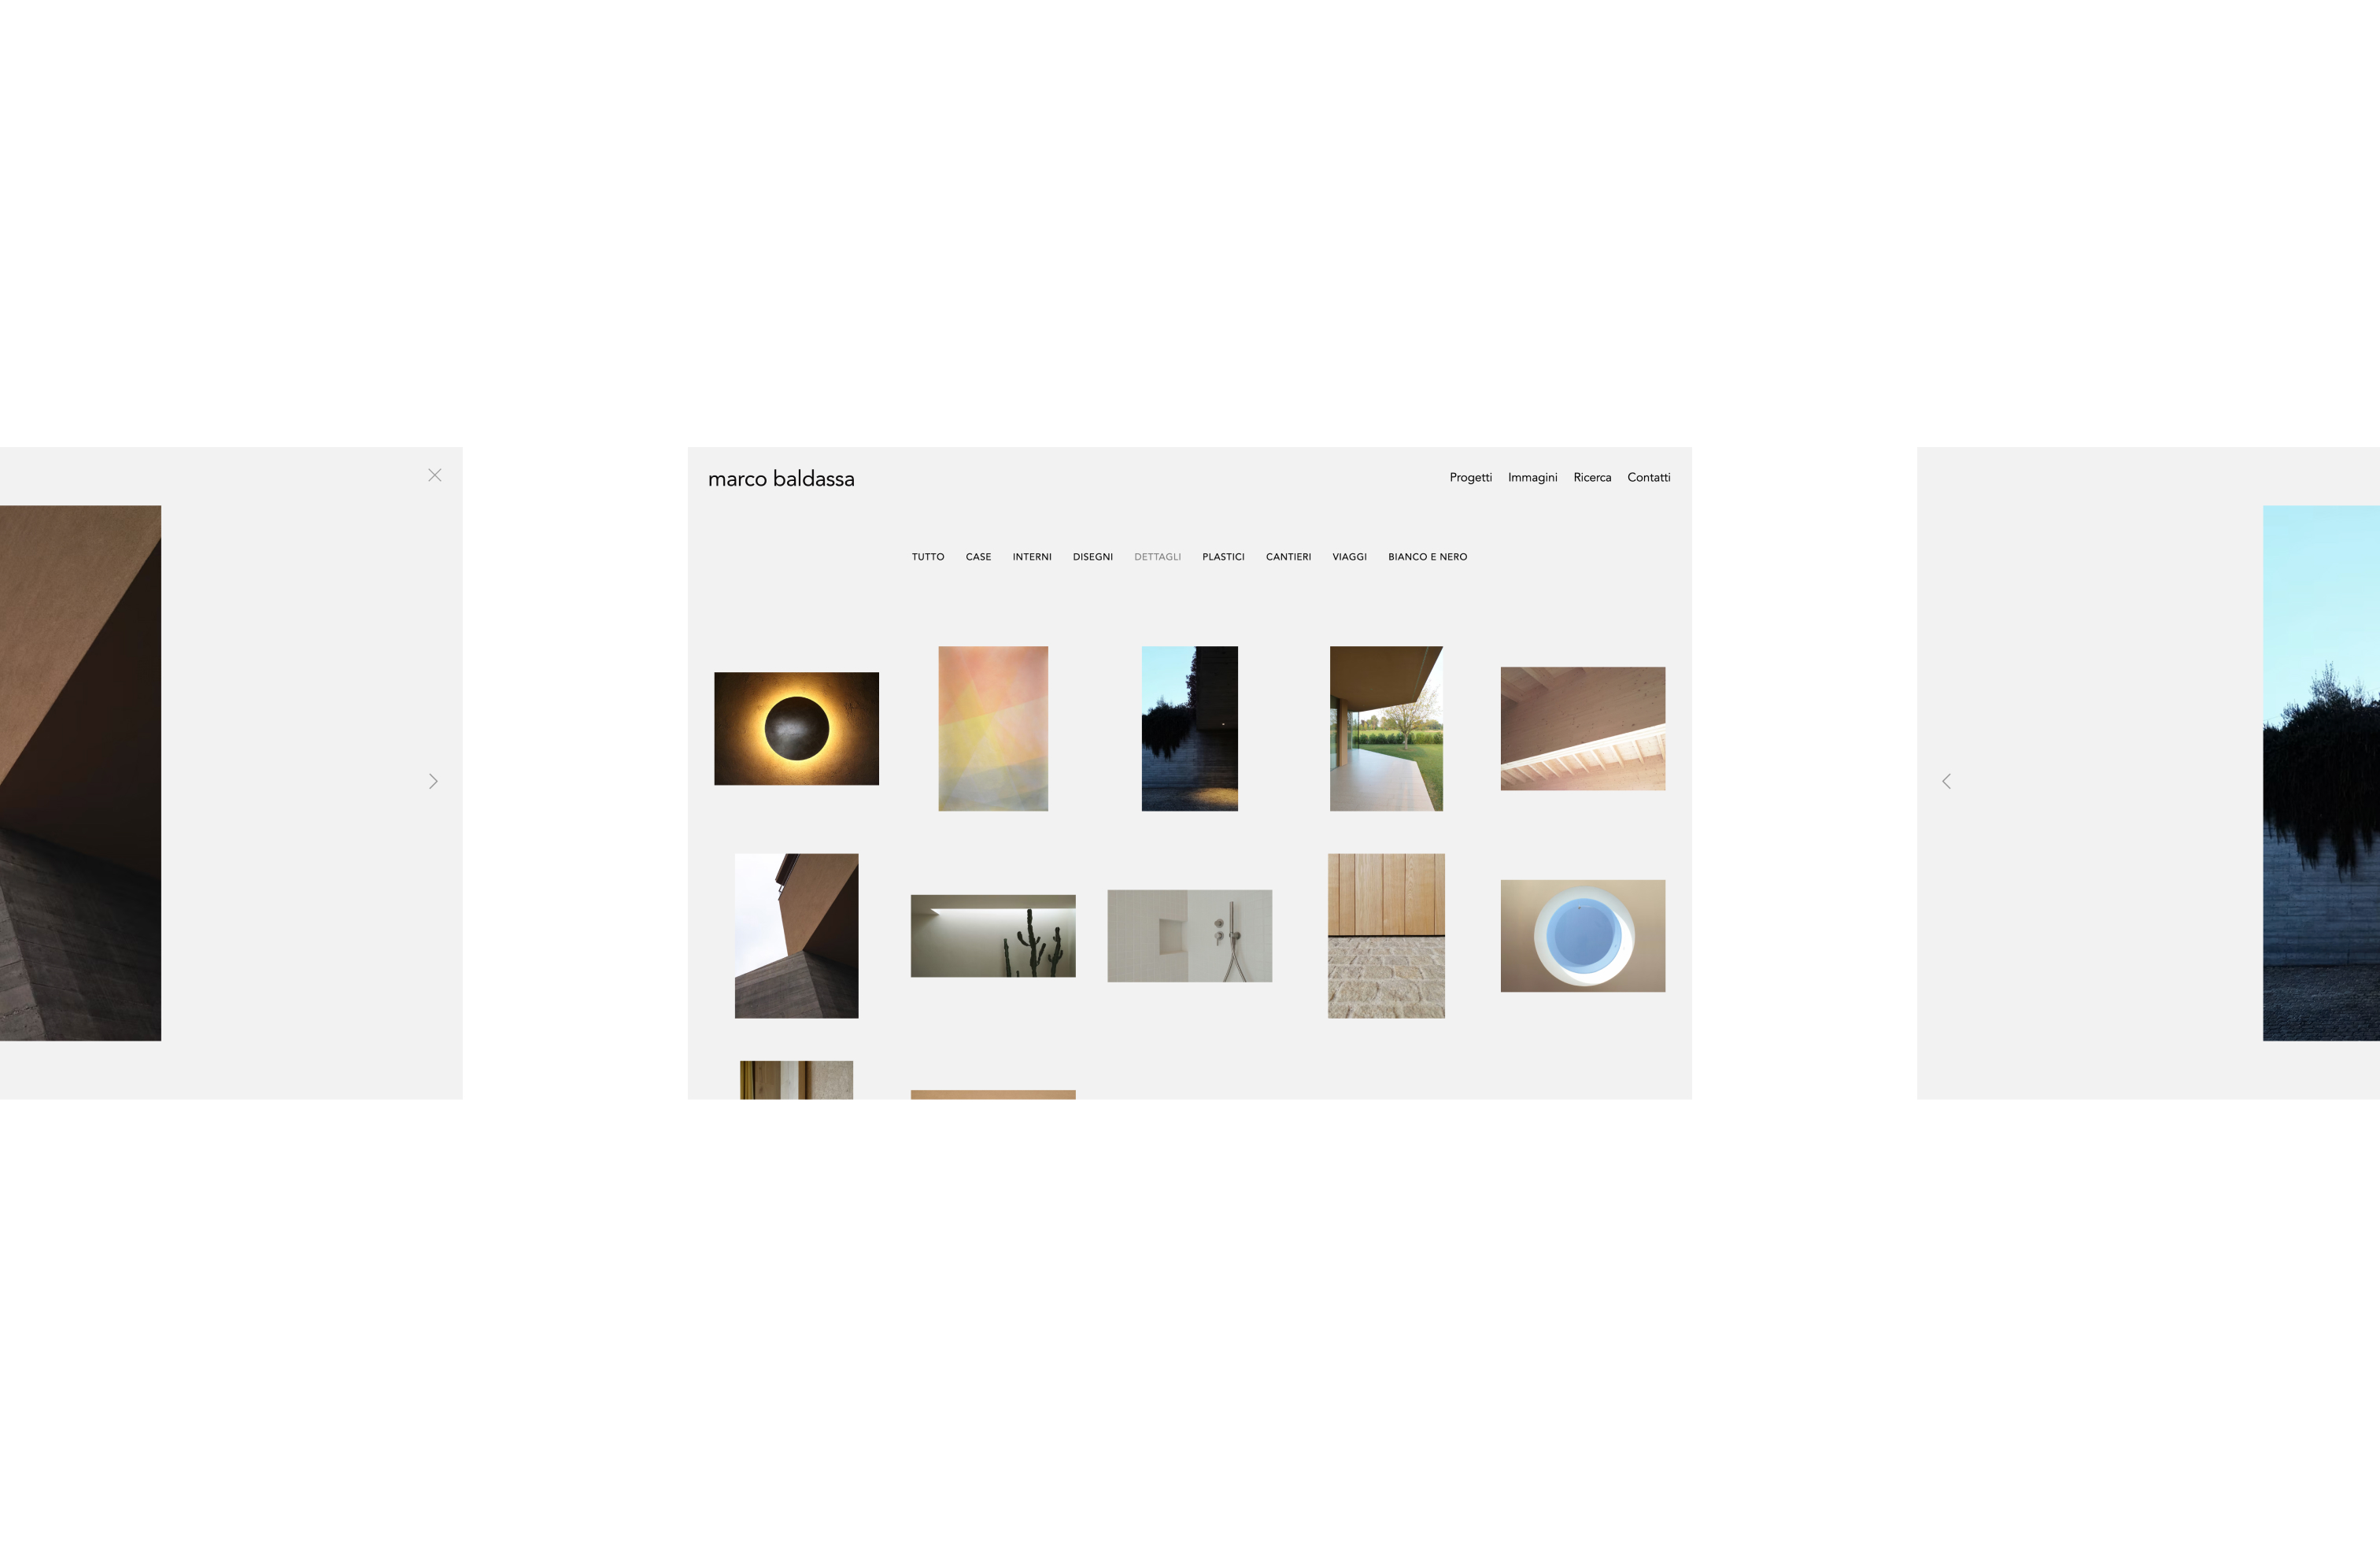 marco baldassa
Progetti Immagini Ricerca Contatti
TUTTO CASE INTERNI DISEGNI DETTAGLI PLASTICI CANTIERI VIAGGI BIANCO E NERO